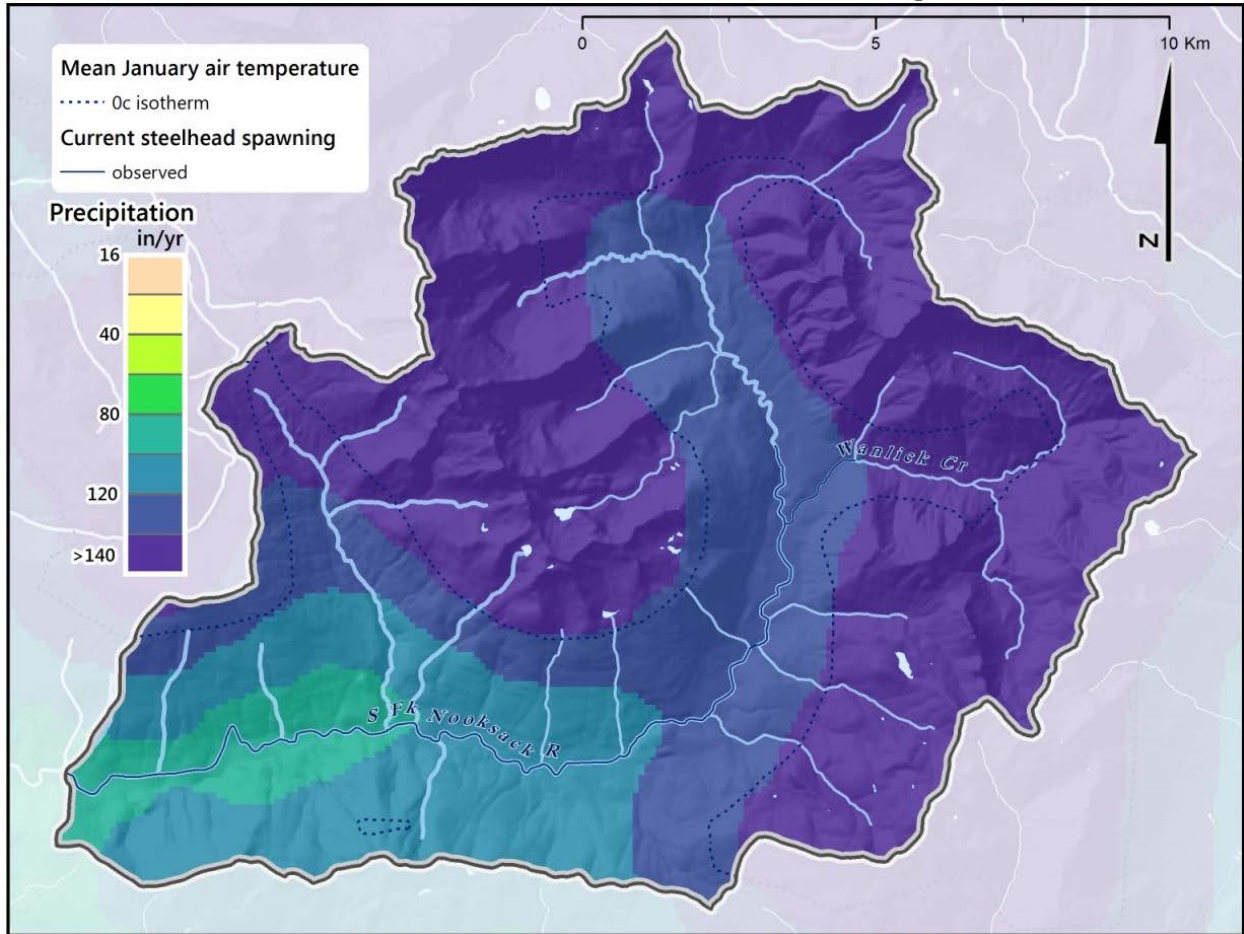 0 5 10 Km
Mean January air temperature
0c isotherm
Current steelhead spawning
observed
Precipitation
in/yr
16
40
80
120
>140
N
Wanlick Cr
S Fk Nooksack R